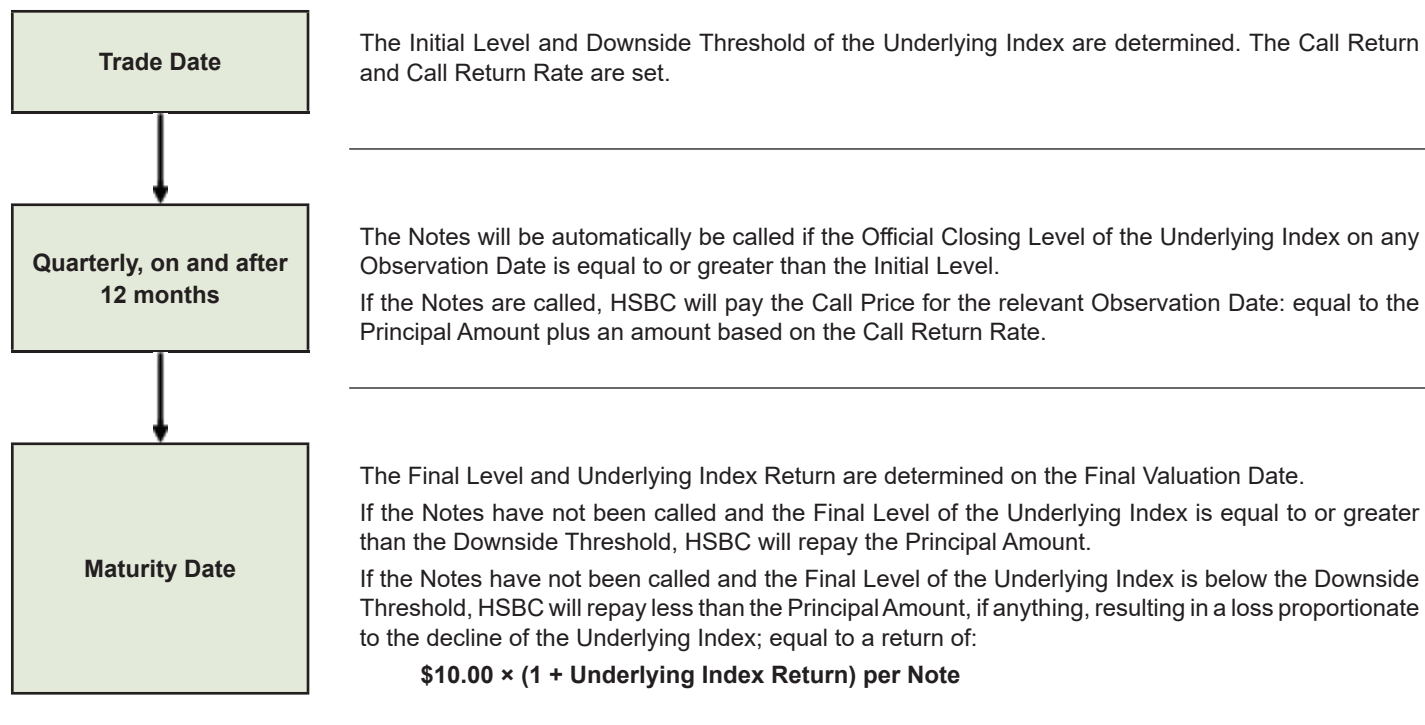 Trade Date
The Initial Level and Downside Threshold of the Underlying Index are determined. The Call Return
and Call Return Rate are set.
Quarterly, on and after
12 months
The Notes will be automatically be called if the Official Closing Level of the Underlying Index on any
Observation Date is equal to or greater than the Initial Level.
If the Notes are called, HSBC will pay the Call Price for the relevant Observation Date: equal to the
Principal Amount plus an amount based on the Call Return Rate.
Maturity Date
The Final Level and Underlying Index Return are determined on the Final Valuation Date.
If the Notes have not been called and the Final Level of the Underlying Index is equal to or greater
than the Downside Threshold, HSBC will repay the Principal Amount.
If the Notes have not been called and the Final Level of the Underlying Index is below the Downside
Threshold, HSBC will repay less than the Principal Amount, if anything, resulting in a loss proportionate
to the decline of the Underlying Index; equal to a return of:
$10.00 × (1 + Underlying Index Return) per Note